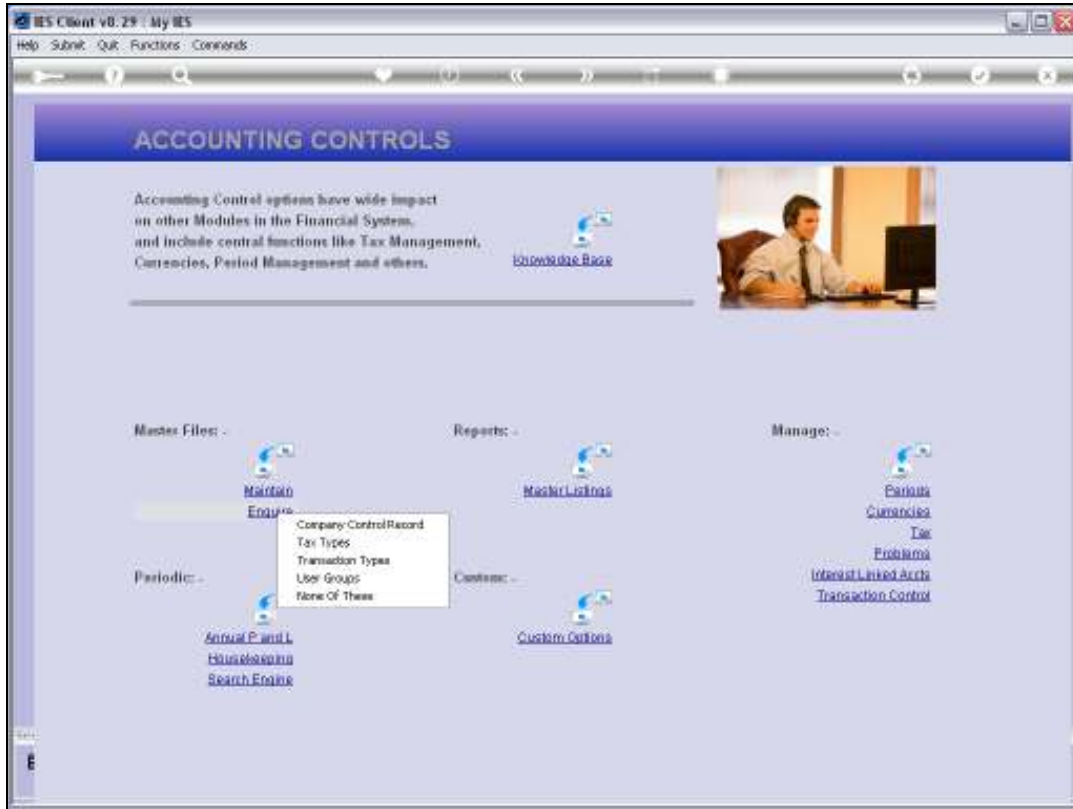 IES Client v8.29 : My IES
Help Submit Quit Functions Commands
ACCOUNTING CONTROLS
Accounting Control options have wide impact
on other Modules in the Financial System,
and include central functions like Tax Management,
Currencies, Period Management and others.
Knowledge Base
Master Files: -
Reports: -
Manage: -
Maintain
Master Listings
Periods
Enquire
Currencies
Company Control Record
Tax
Tax Types
Problems
Transaction Types
Periodic: -
User Groups
Custom: -
Interest Linked Accts
None Of These
Transaction Control
Annual P and L
Custom Options
Housekeeping
Search Engine